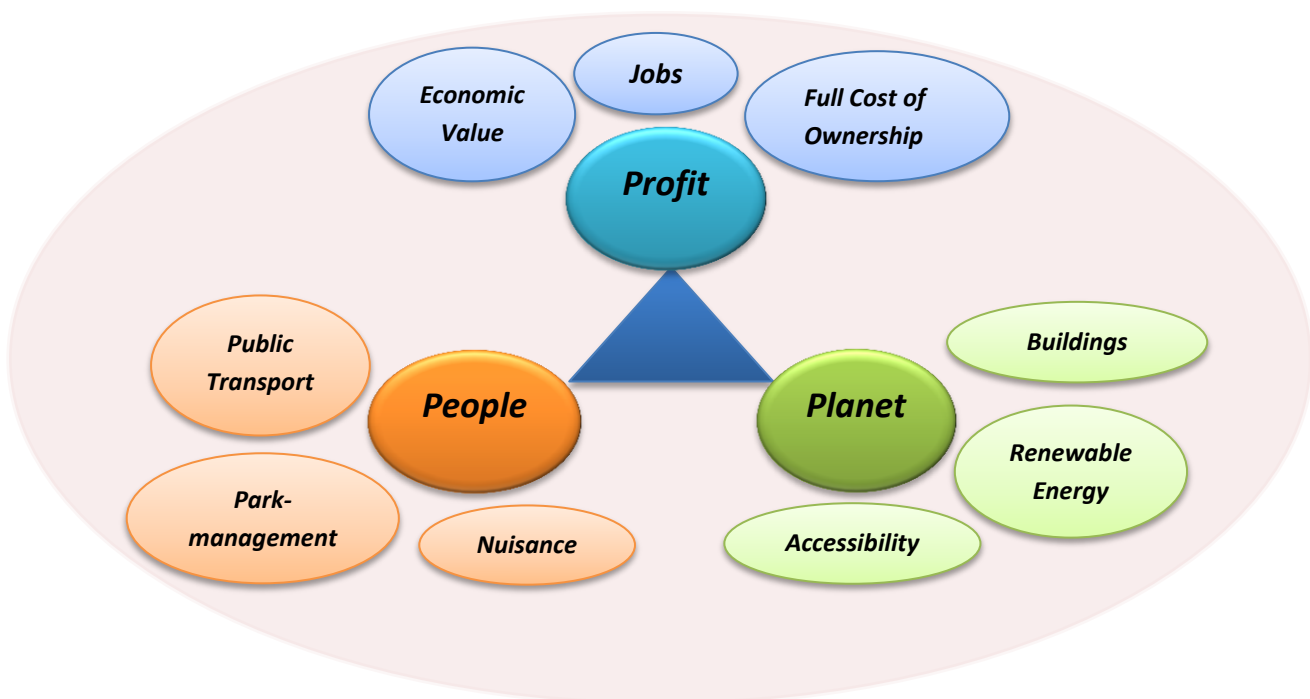 Jobs
Economic
Value
Full Cost of
Ownership
Profit
Public
Transport
People
Planet
Buildings
Renewable
Energy
Park-
management
Nuisance
Accessibility